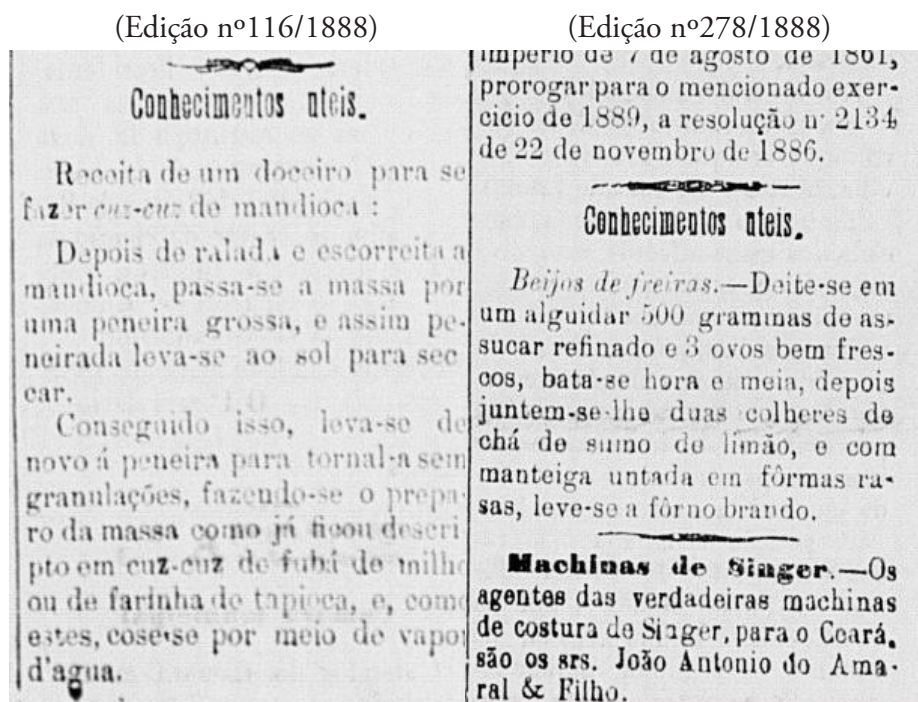 (Edição nº116/1888)
Conhecimentos uteis.
Receita de um doceiro para se
fazer cuz-cuz de mandioca :
Depois de ralada e escorreita a
mandioca, passa-se a massa por
uma peneira grossa, e assim pe-
neirada leva-se ao sol para sec
car.
Conseguido isso, leva-se de
novo á peneira para tornal-a sem
granulações, fazendo-se o prepa-
ro da massa como já ficou descri
pto em cuz-cuz de fubá de milho
ou de farinha de tapioca, e, como
estes, cose-se por meio de vapor
d'agua.
(Edição nº278/1888)
imperio de 7 de agosto de 1861,
prorogar para o mencionado exer-
cicio de 1889, a resolução n· 2134
de 22 de novembro de 1886.
Conhecimentos uteis.
Beijos de freiras.—Deite-se em
um alguidar 500 grammas de as-
sucar refinado e 3 ovos bem fres-
cos, bata-se hora e meia, depois
juntem-se-lhe duas colheres de
chá de sumo de limão, e com
manteiga untada em fôrmas ra-
sas, leve-se a fôrno brando.
Machinas de Singer.—Os
agentes das verdadeiras machinas
de costura de Singer, para o Ceará,
são os srs. João Antonio do Ama-
ral & Filho.